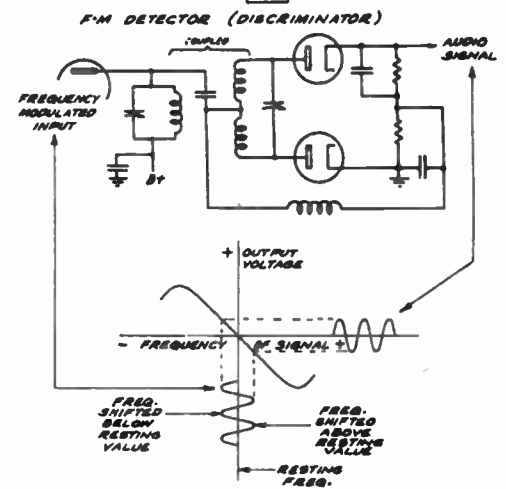 F-M DETECTOR (DISCRIMINATOR)
COUPLED
AUDIO
SIGNAL
FREQUENCY
MODULATED
INPUT
B+
+ OUTPUT
VOLTAGE
- FREQUENCY OF SIGNAL +
FREQ.
SHIFTED
BELOW
RESTING
VALUE
FREQ.
SHIFTED
ABOVE
RESTING
VALUE
RESTING
FREQ.